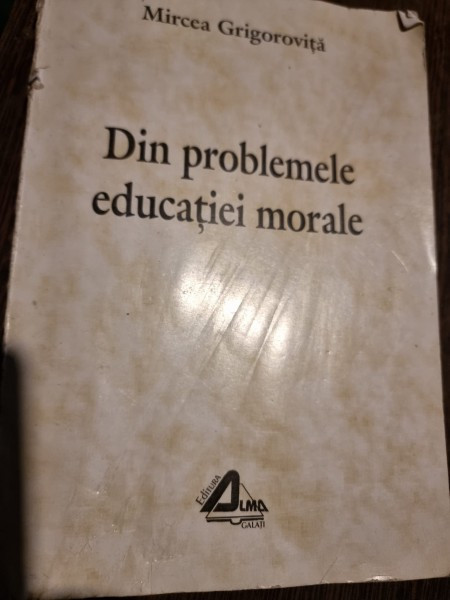 Mircea Grigoroviță
Din problemele
educației morale
Editura
ALMA
GALAȚI